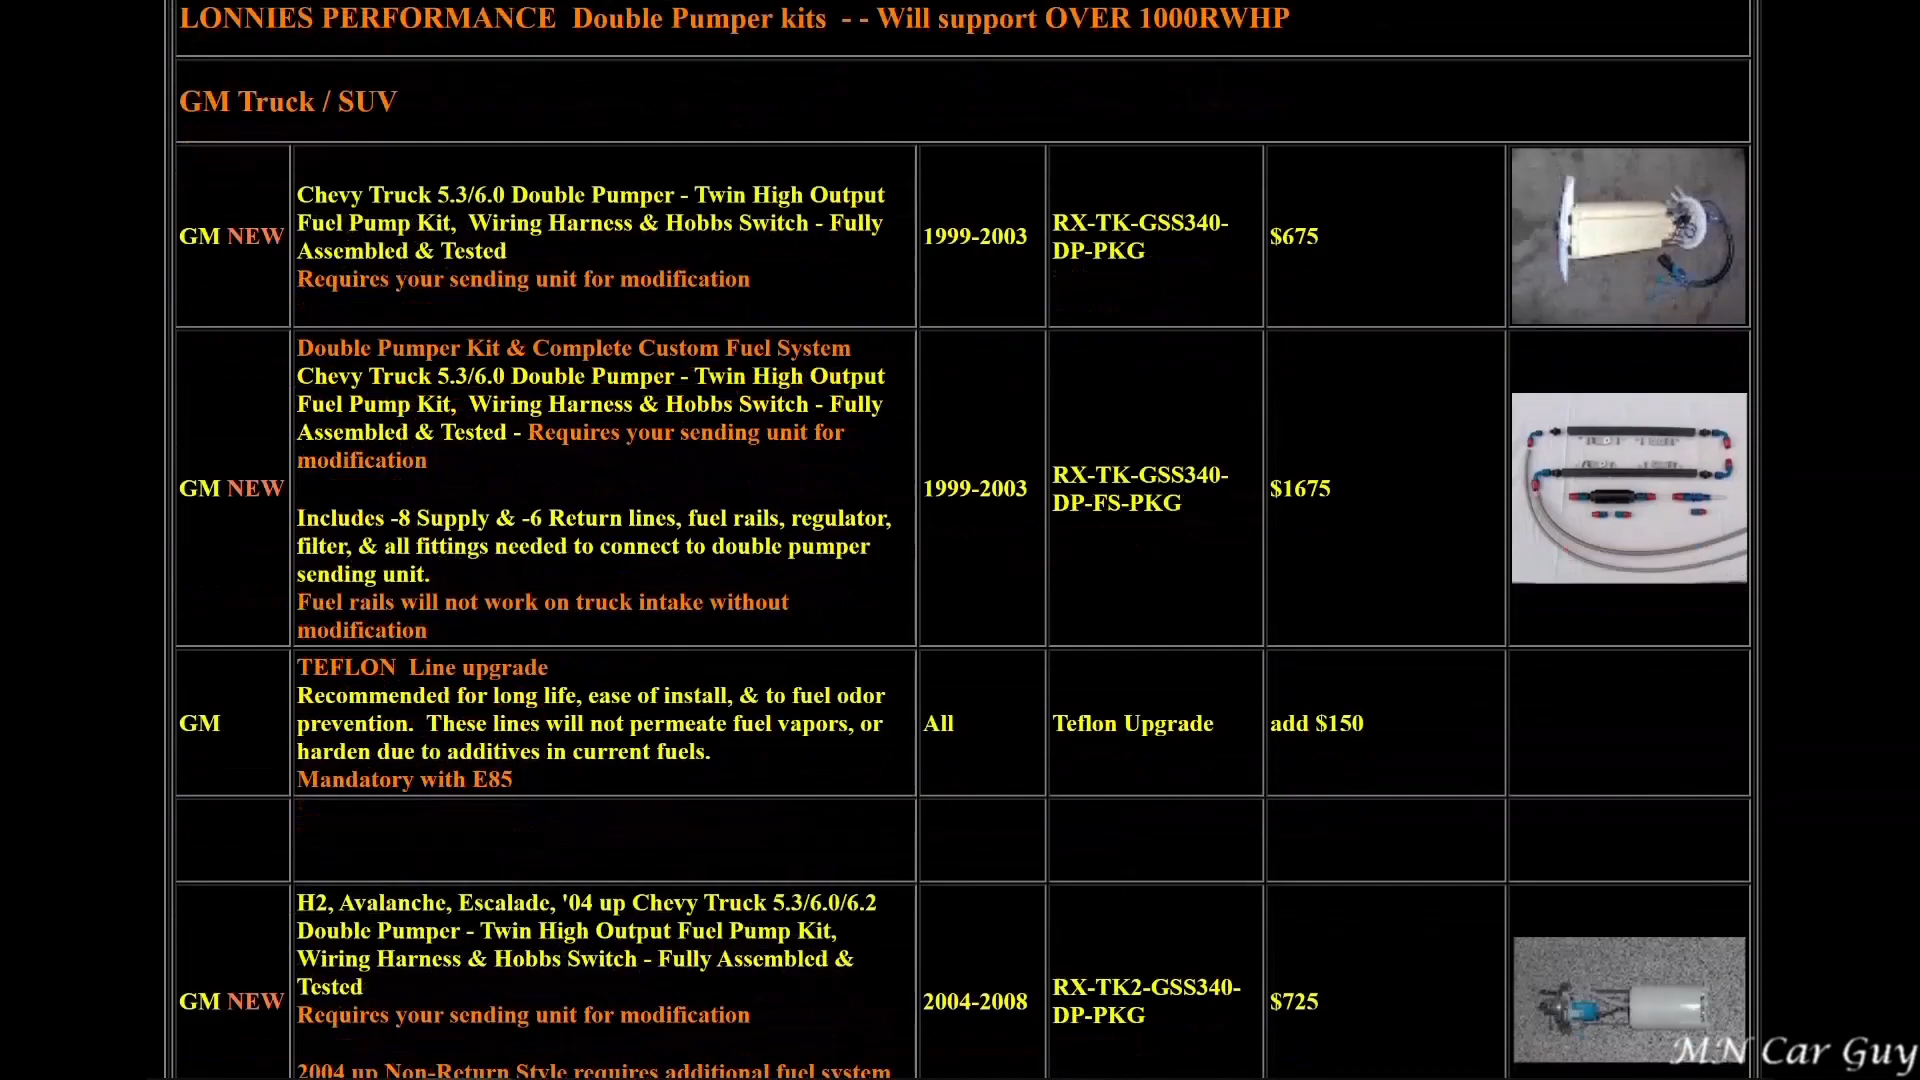 LONNIES PERFORMANCE  Double Pumper kits  - - Will support OVER 1000RWHP
GM Truck / SUV
GM NEW
Chevy Truck 5.3/6.0 Double Pumper - Twin High Output
Fuel Pump Kit,  Wiring Harness & Hobbs Switch - Fully
Assembled & Tested
Requires your sending unit for modification
1999-2003
RX-TK-GSS340-
DP-PKG
$675
GM NEW
Double Pumper Kit & Complete Custom Fuel System
Chevy Truck 5.3/6.0 Double Pumper - Twin High Output
Fuel Pump Kit,  Wiring Harness & Hobbs Switch - Fully
Assembled & Tested - Requires your sending unit for
modification
Includes -8 Supply & -6 Return lines, fuel rails, regulator,
filter, & all fittings needed to connect to double pumper
sending unit.
Fuel rails will not work on truck intake without
modification
1999-2003
RX-TK-GSS340-
DP-FS-PKG
$1675
GM
TEFLON  Line upgrade
Recommended for long life, ease of install, & to fuel odor
prevention.  These lines will not permeate fuel vapors, or
harden due to additives in current fuels.
Mandatory with E85
All
Teflon Upgrade
add $150
GM NEW
H2, Avalanche, Escalade, '04 up Chevy Truck 5.3/6.0/6.2
Double Pumper - Twin High Output Fuel Pump Kit,
Wiring Harness & Hobbs Switch - Fully Assembled &
Tested
Requires your sending unit for modification
2004 up Non-Return Style requires additional fuel system
2004-2008
RX-TK2-GSS340-
DP-PKG
$725
MN Car Guy